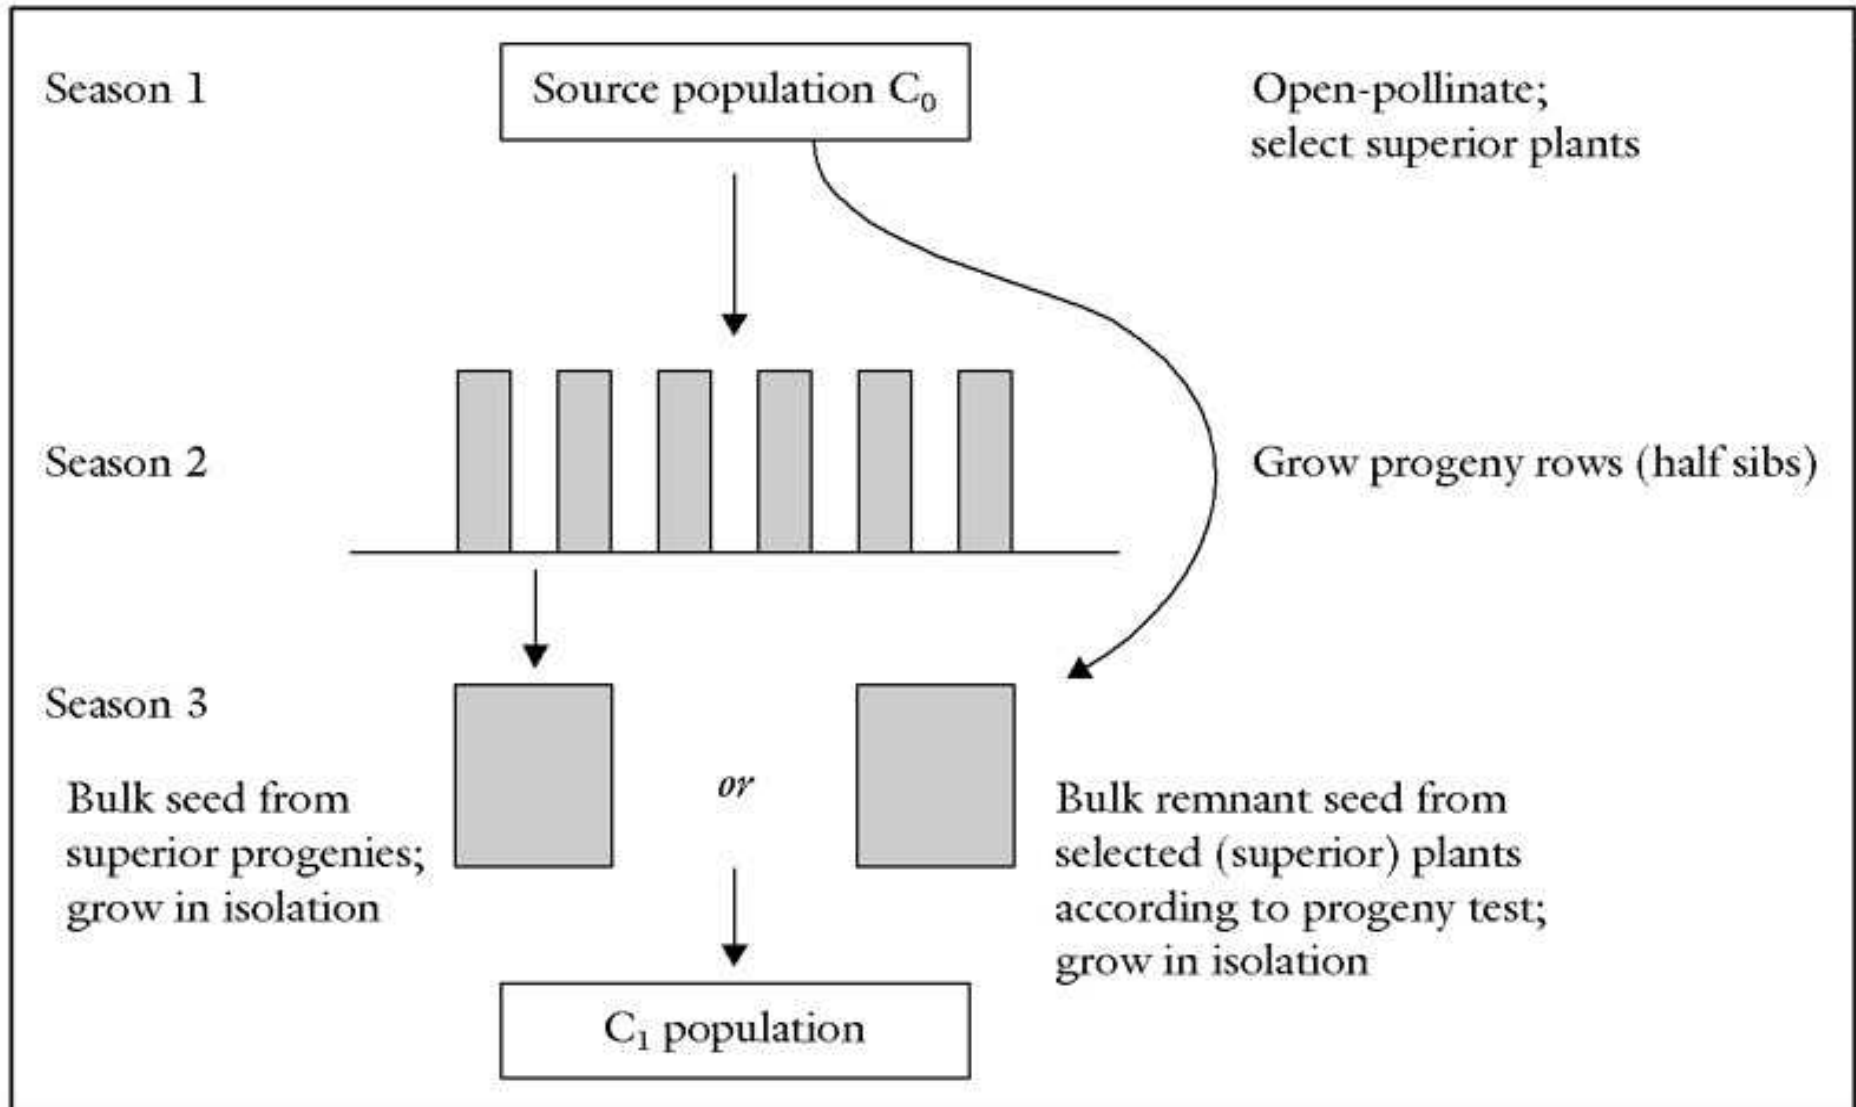 Season 1
Source population C₀
Open-pollinate;
select superior plants
Season 2
Grow progeny rows (half sibs)
Season 3
Bulk seed from
superior progenies;
grow in isolation
or
Bulk remnant seed from
selected (superior) plants
according to progeny test;
grow in isolation
C₁ population